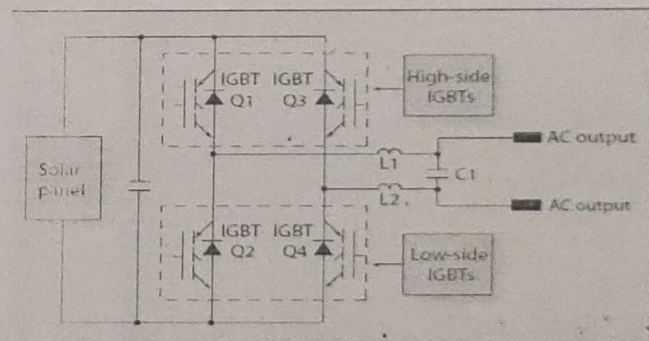 IGBT
Q1
IGBT
Q3
High-side
IGBTs
Solar
panel
L1
L2
C1
AC output
AC output
IGBT
Q2
IGBT
Q4
Low-side
IGBTs